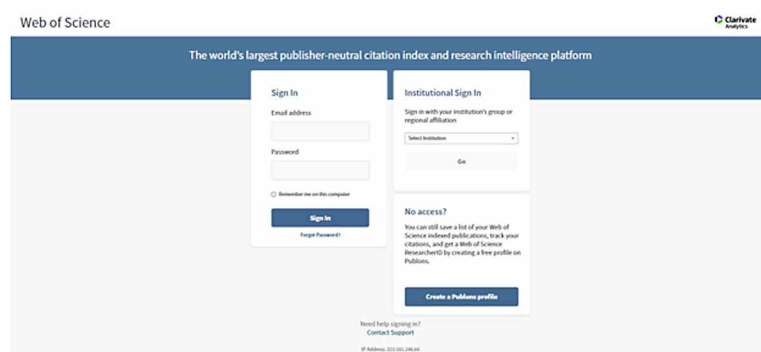 Web of Science
Clarivate
Analytics
The world's largest publisher-neutral citation index and research intelligence platform
Sign In
Email address
Password
Remember me on this computer
Sign In
Forgot Password?
Institutional Sign In
Sign in with your institution's group or
regional affiliation
Select Institution
Go
No access?
You can still save a list of your Web of
Science indexed publications, track your
citations, and get a Web of Science
ResearcherID by creating a free profile on
Publons.
Create a Publons profile
Need help signing in?
Contact Support
IP Address: